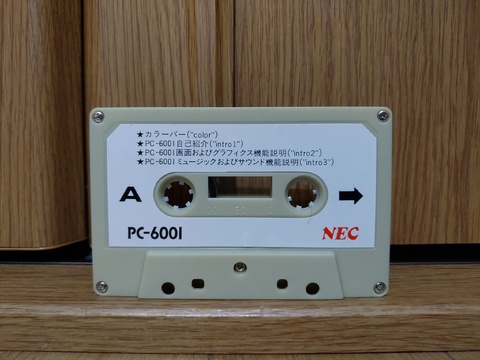 ★カラーバー("color")
★PC-6001自己紹介("intro1")
★PC-6001画面およびグラフィクス機能説明("intro2")
★PC-6001ミュージックおよびサウンド機能説明("intro3")
A
PC-6001 NEC